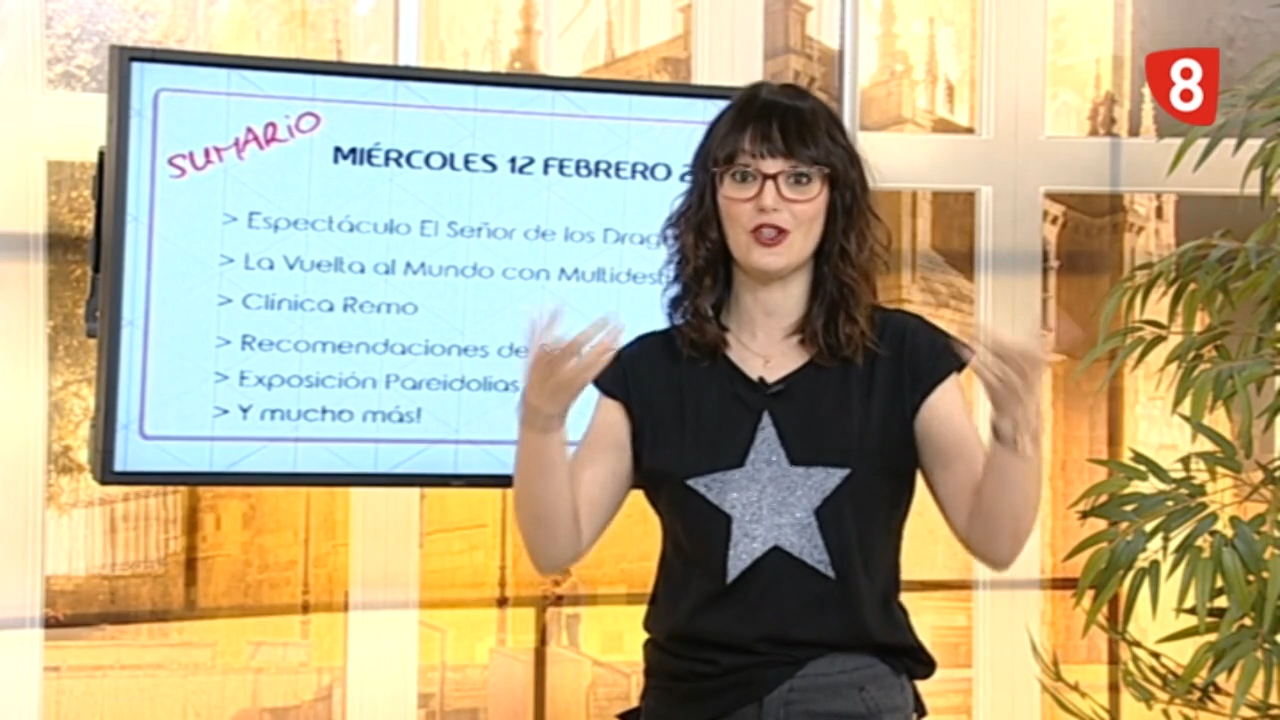 8
SUMARIO
MIÉRCOLES 12 FEBRERO
> Espectáculo El Señor de los
> La Vuelta al Mundo con
> Clínica Remo
> Recomendaciones de
> Exposición Pareidolias
> Y mucho más!